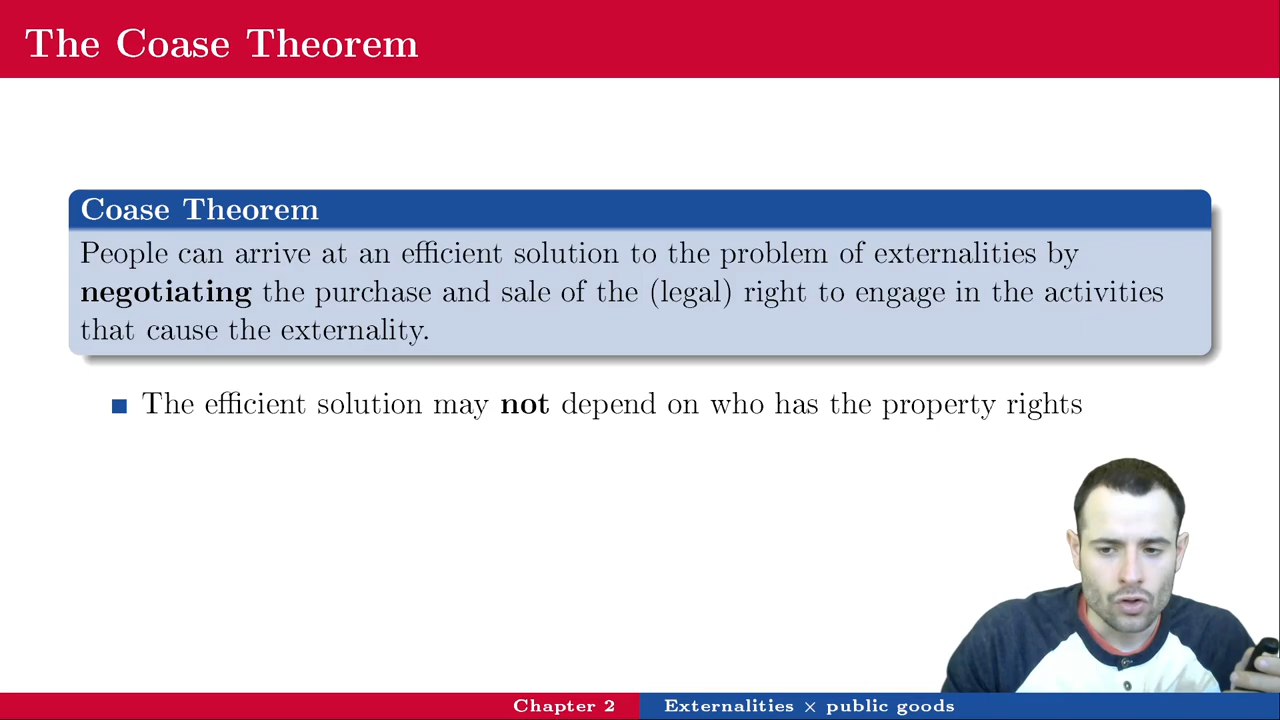 The Coase Theorem
Coase Theorem
People can arrive at an efficient solution to the problem of externalities by
negotiating the purchase and sale of the (legal) right to engage in the activities
that cause the externality.
The efficient solution may not depend on who has the property rights
Chapter 2
Externalities × public goods